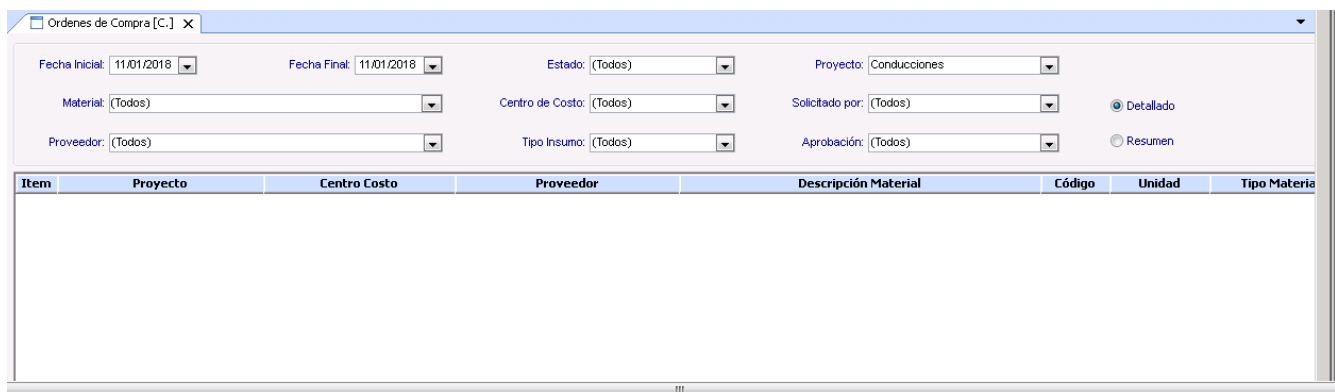 Ordenes de Compra [C.]
Fecha Inicial: 11/01/2018 Fecha Final: 11/01/2018 Estado: (Todos) Proyecto: Conducciones
Material: (Todos) Centro de Costo: (Todos) Solicitado por: (Todos) Detallado
Proveedor: (Todos) Tipo Insumo: (Todos) Aprobación: (Todos) Resumen
Item Proyecto Centro Costo Proveedor Descripción Material Código Unidad Tipo Materia